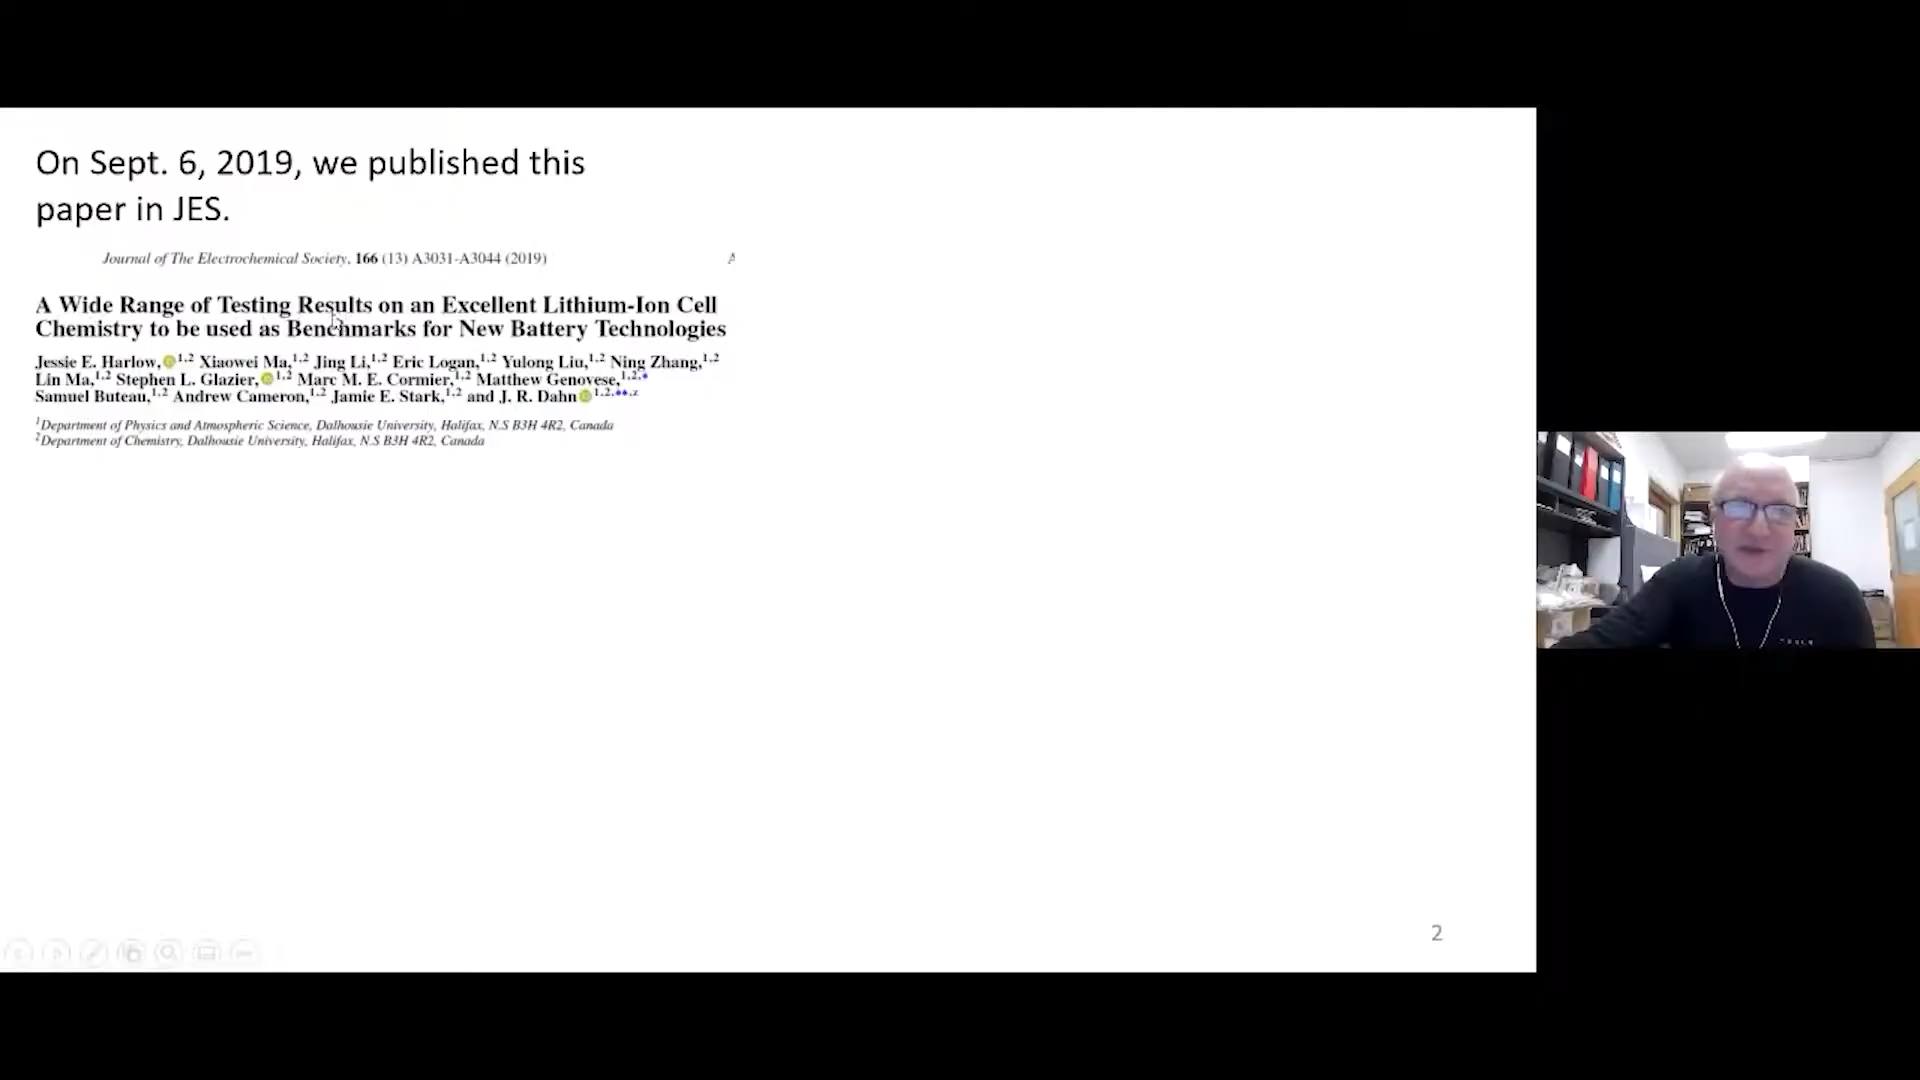 On Sept. 6, 2019, we published this
paper in JES.
Journal of The Electrochemical Society, 166 (13) A3031-A3044 (2019)
A Wide Range of Testing Results on an Excellent Lithium-Ion Cell
Chemistry to be used as Benchmarks for New Battery Technologies
Jessie E. Harlow,1,2 Xiaowei Ma,1,2 Jing Li,1,2 Eric Logan,1,2 Yulong Liu,1,2 Ning Zhang,1,2
Lin Ma,1,2 Stephen L. Glazier,1,2 Marc M. E. Cormier,1,2 Matthew Genovese,1,2,*
Samuel Buteau,1,2 Andrew Cameron,1,2 Jamie E. Stark,1,2 and J. R. Dahn1,2,**,z
1Department of Physics and Atmospheric Science, Dalhousie University, Halifax, N.S B3H 4R2, Canada
2Department of Chemistry, Dalhousie University, Halifax, N.S B3H 4R2, Canada
2